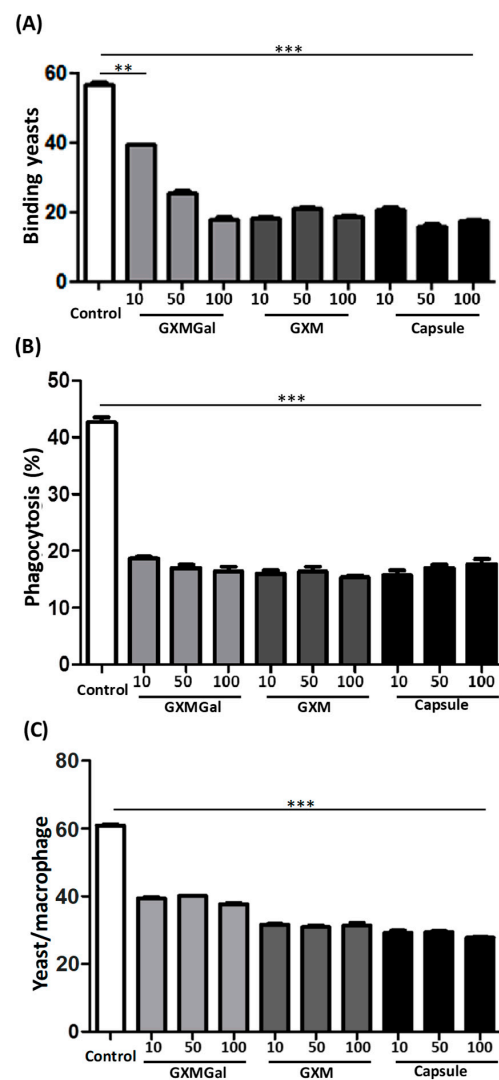 (A)
***
**
60
40
20
0
Binding yeasts
10 50 100 10 50 100 10 50 100
Control
GXMGal GXM Capsule
(B)
***
50
40
30
20
10
0
Phagocytosis (%)
10 50 100 10 50 100 10 50 100
Control
GXMGal GXM Capsule
(C)
***
80
60
40
20
0
Yeast/macrophage
10 50 100 10 50 100 10 50 100
Control
GXMGal GXM Capsule